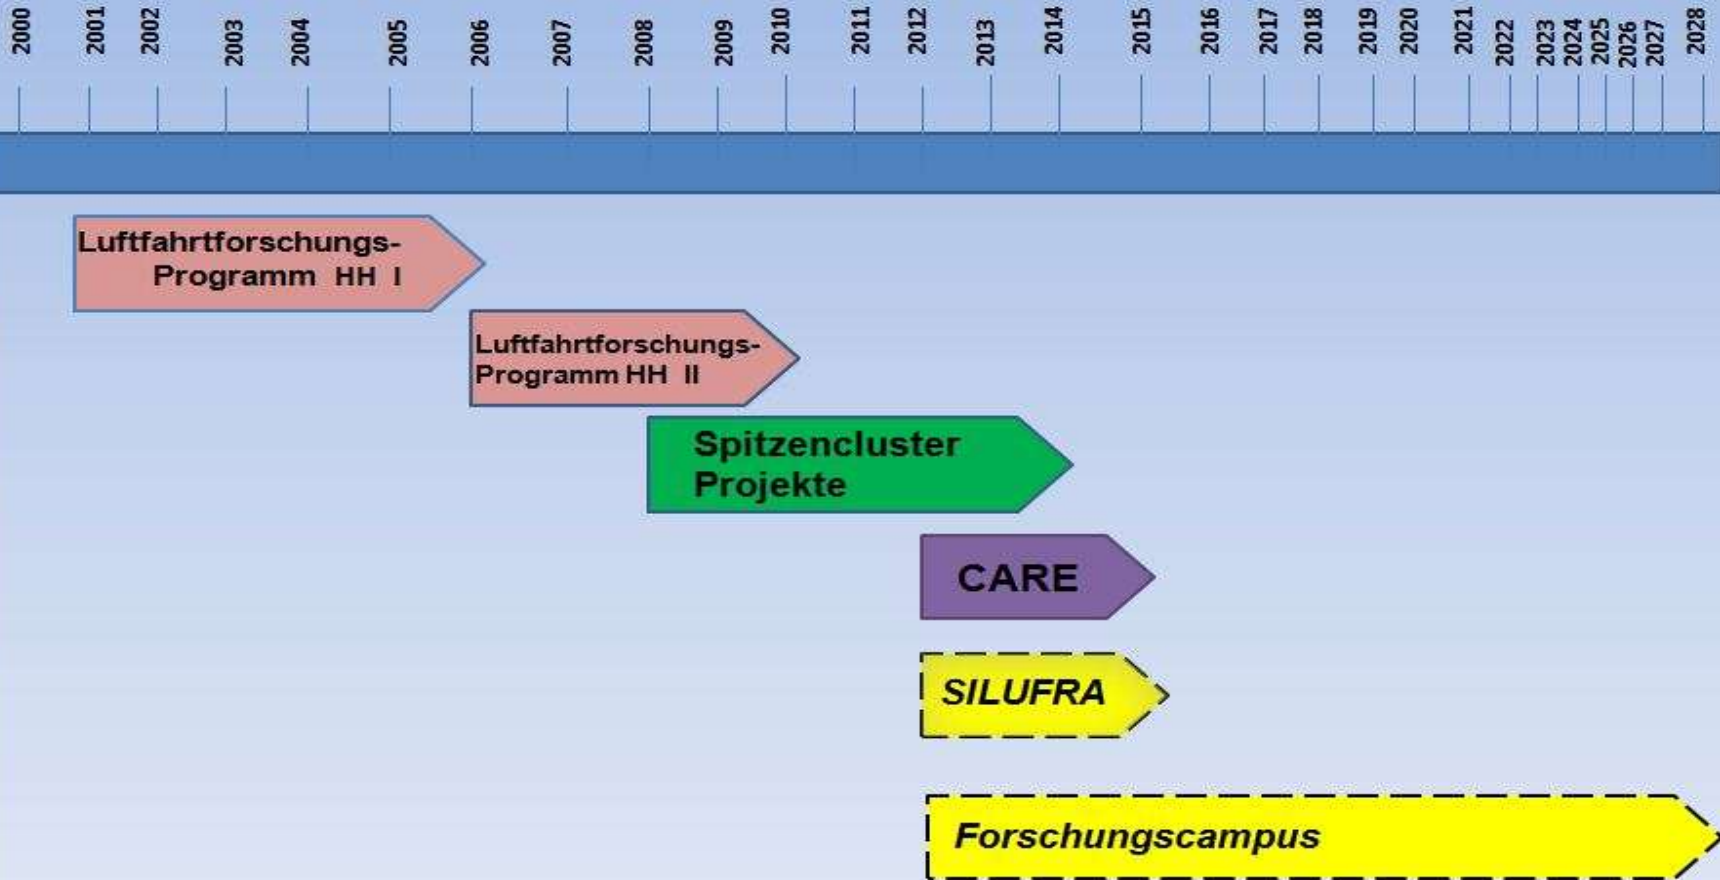 2000 2001 2002 2003 2004 2005 2006 2007 2008 2009 2010 2011 2012 2013 2014 2015 2016 2017 2018 2019 2020 2021 2022 2023 2024 2025 2026 2027 2028
Luftfahrtforschungs-
Programm HH I
Luftfahrtforschungs-
Programm HH II
Spitzencluster
Projekte
CARE
SILUFRA
Forschungscampus